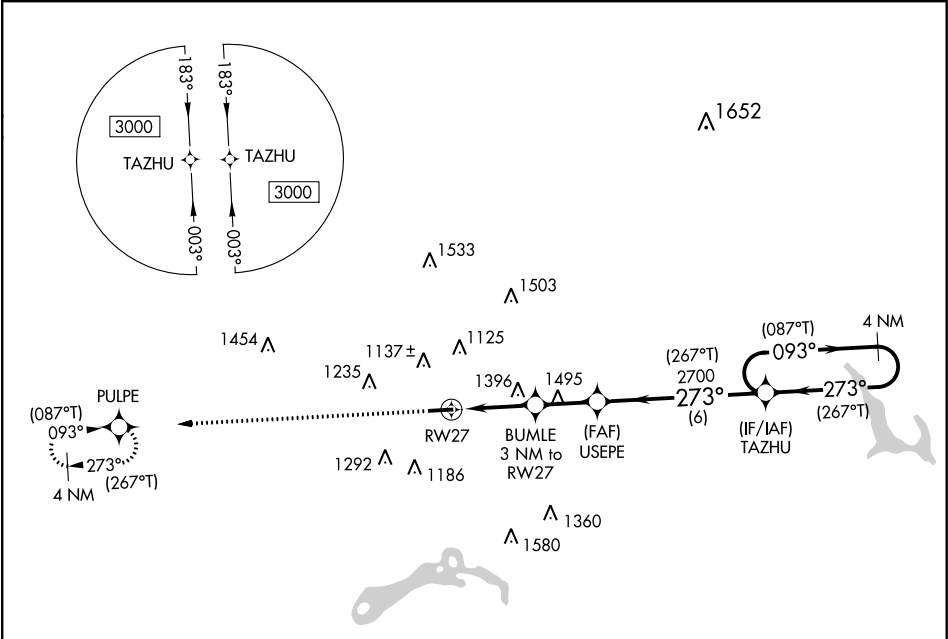 183°
183°
1652
3000
TAZHU
TAZHU
3000
003°
003°
1533
1503
1454
1137±
1125
1235
1396
1495
(267°T)
2700
273°
(6)
(087°T)
093°
4 NM
273°
(267°T)
(IF/IAF)
TAZHU
PULPE
(087°T)
093°
273°
(267°T)
4 NM
RW27
BUMLE
3 NM to
RW27
(FAF)
USEPE
1292
1186
1360
1580